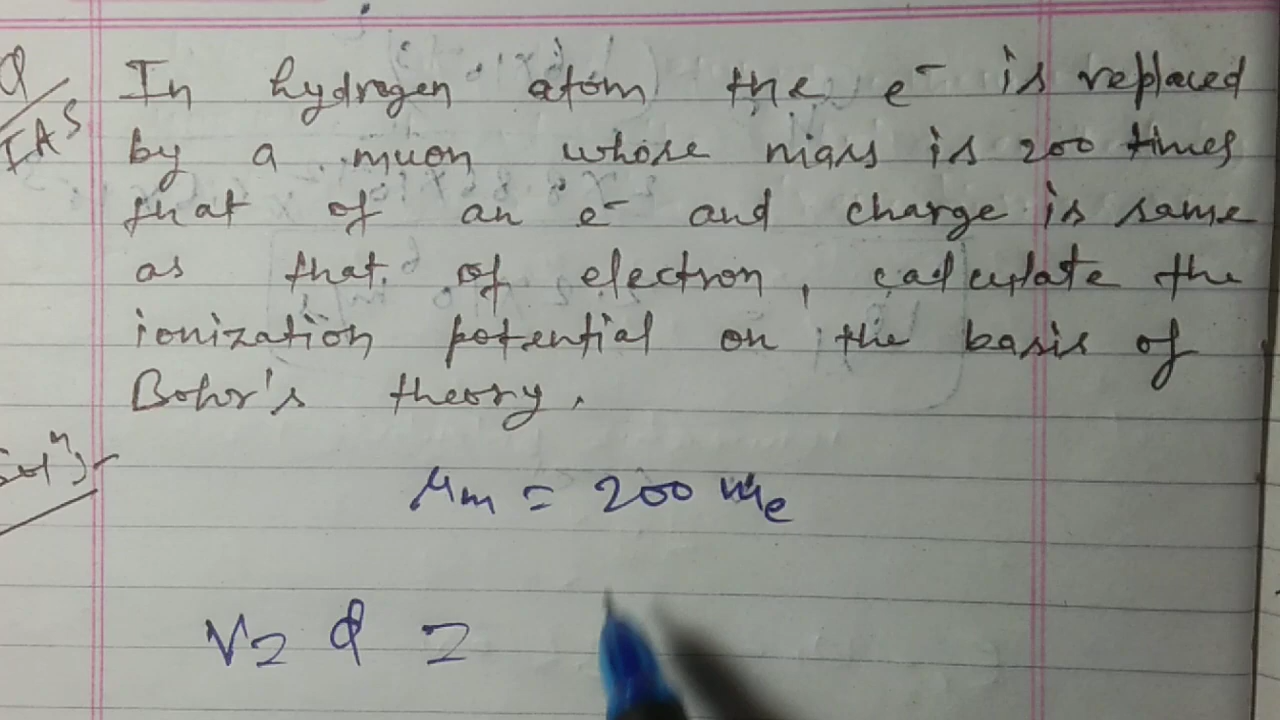 Q In hydrogen atom the e⁻ is replaced
IAS by a muon whose mass is 200 times
that of an e⁻ and charge is same
as that of electron, calculate the
ionization potential on the basis of
Bohr's theory.
Solⁿ:-
μm = 200 me